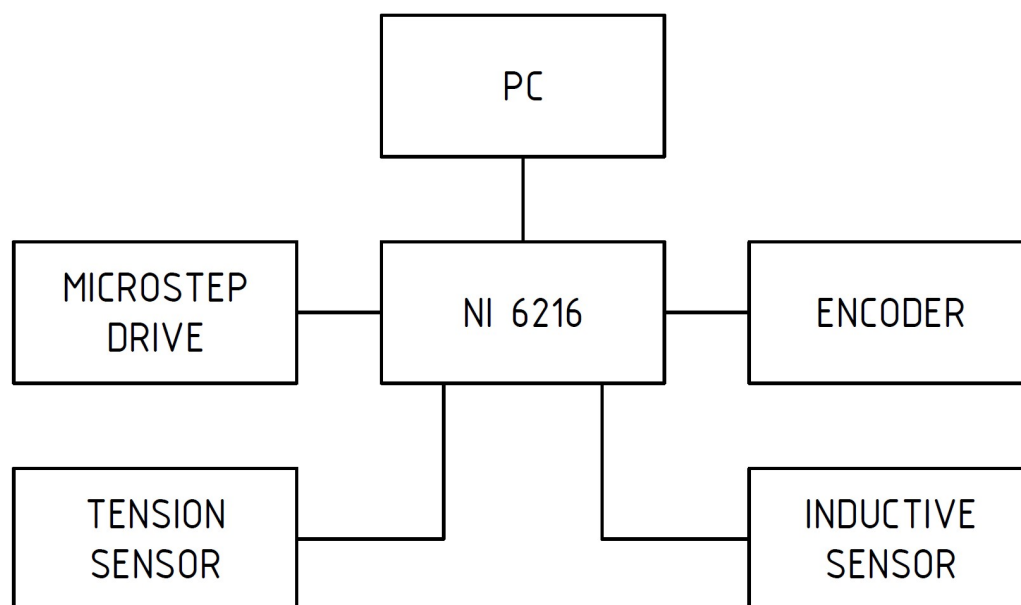 PC
MICROSTEP
DRIVE
NI 6216
ENCODER
TENSION
SENSOR
INDUCTIVE
SENSOR